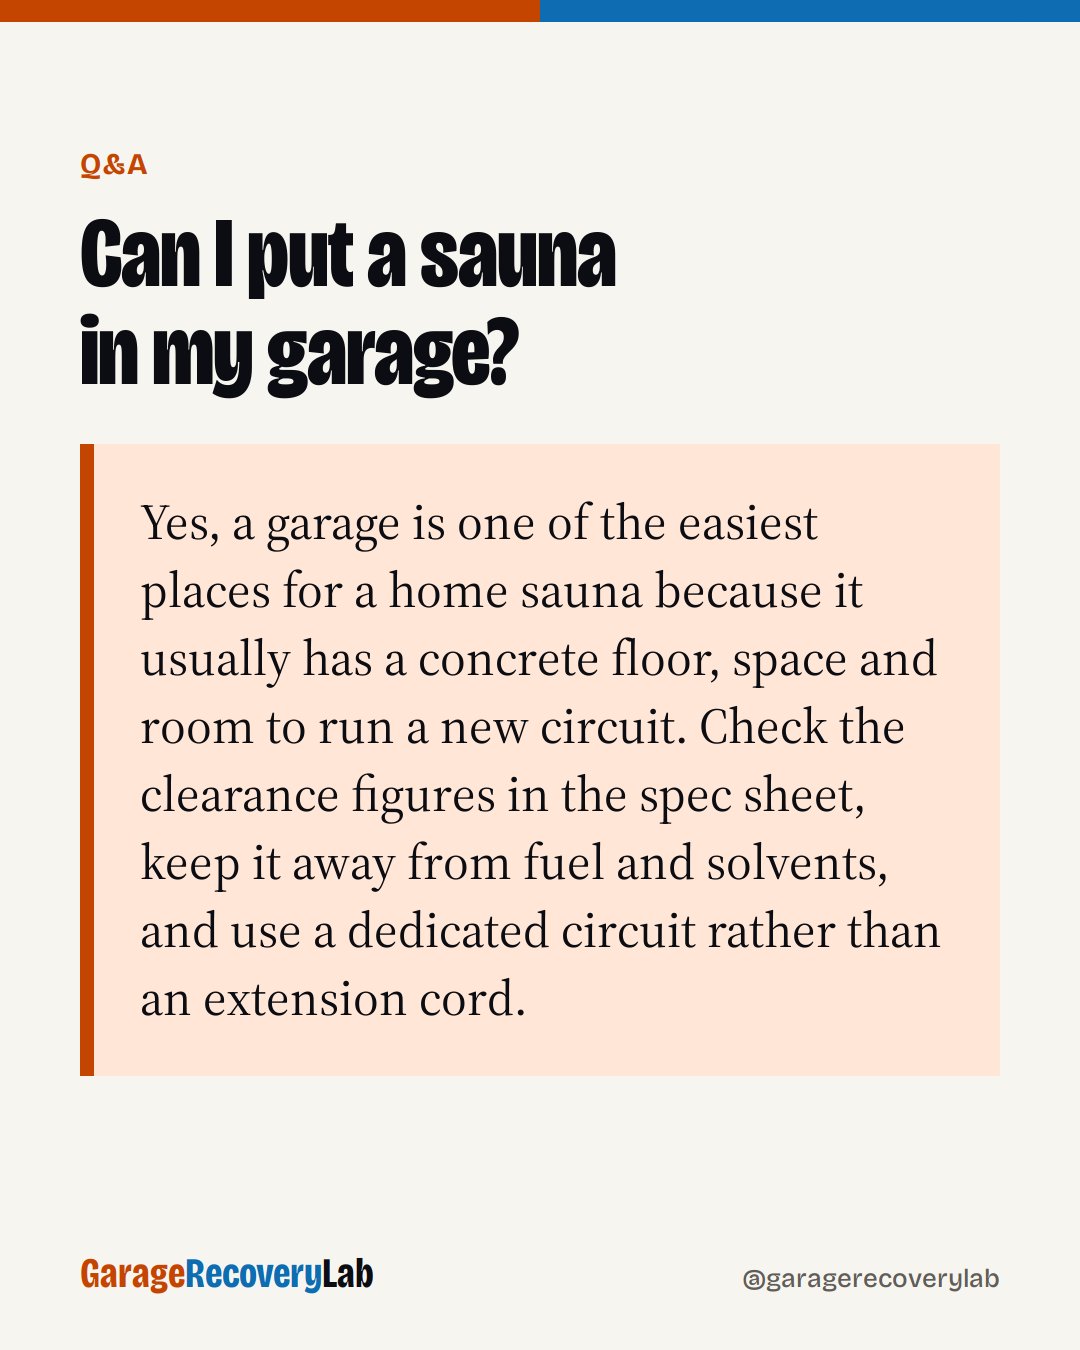 Q&A
Can I put a sauna
in my garage?
Yes, a garage is one of the easiest
places for a home sauna because it
usually has a concrete floor, space and
room to run a new circuit. Check the
clearance figures in the spec sheet,
keep it away from fuel and solvents,
and use a dedicated circuit rather than
an extension cord.
GarageRecoveryLab
@garagerecoverylab